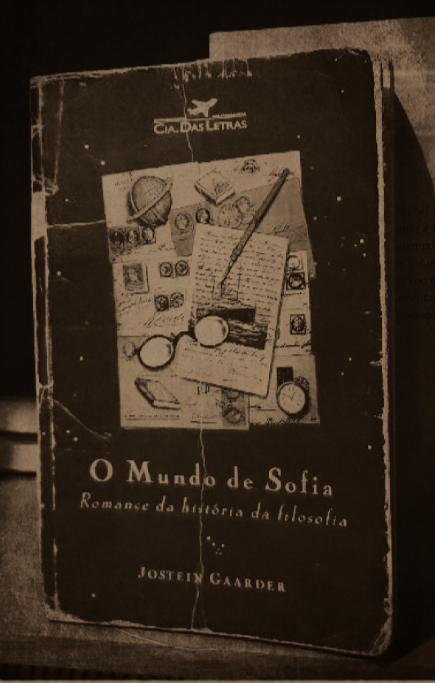 CIA. DAS LETRAS
O Mundo de Sofia
Romance da história da filosofia
JOSTEIN GAARDER